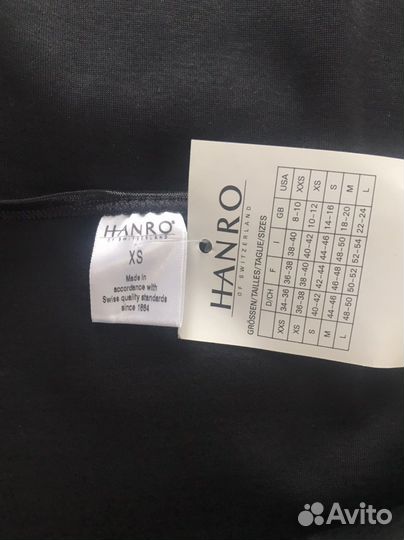 HANRO
OF SWITZERLAND
XS
Made in
accordance with
Swiss quality standards
since 1884
HANRO
OF SWITZERLAND
GRÖSSEN/TAILLES/TAGLIE/SIZES
D/CH F I GB USA
XXS 34-36 36-38 38-40 8-10 XXS
XS 36-38 38-40 40-42 10-12 XS
S 40-42 42-44 44-46 14-16 S
M 44-46 46-48 48-50 18-20 M
L 48-50 50-52 52-54 22-24 L
Avito